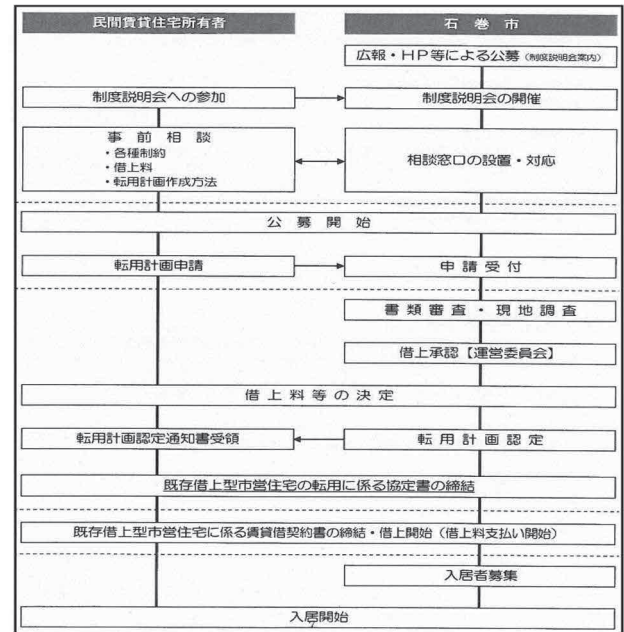 民間賃貸住宅所有者
石巻市
広報・HP等による公募（制度説明会案内）
制度説明会への参加
制度説明会の開催
事前相談
・各種制約
・借上料
・転用計画作成方法
相談窓口の設置・対応
公募開始
転用計画申請
申請受付
書類審査・現地調査
借上承認【運営委員会】
借上料等の決定
転用計画認定通知書受領
転用計画認定
既存借上型市営住宅の転用に係る協定書の締結
既存借上型市営住宅に係る賃貸借契約書の締結・借上開始（借上料支払い開始）
入居者募集
入居開始
7